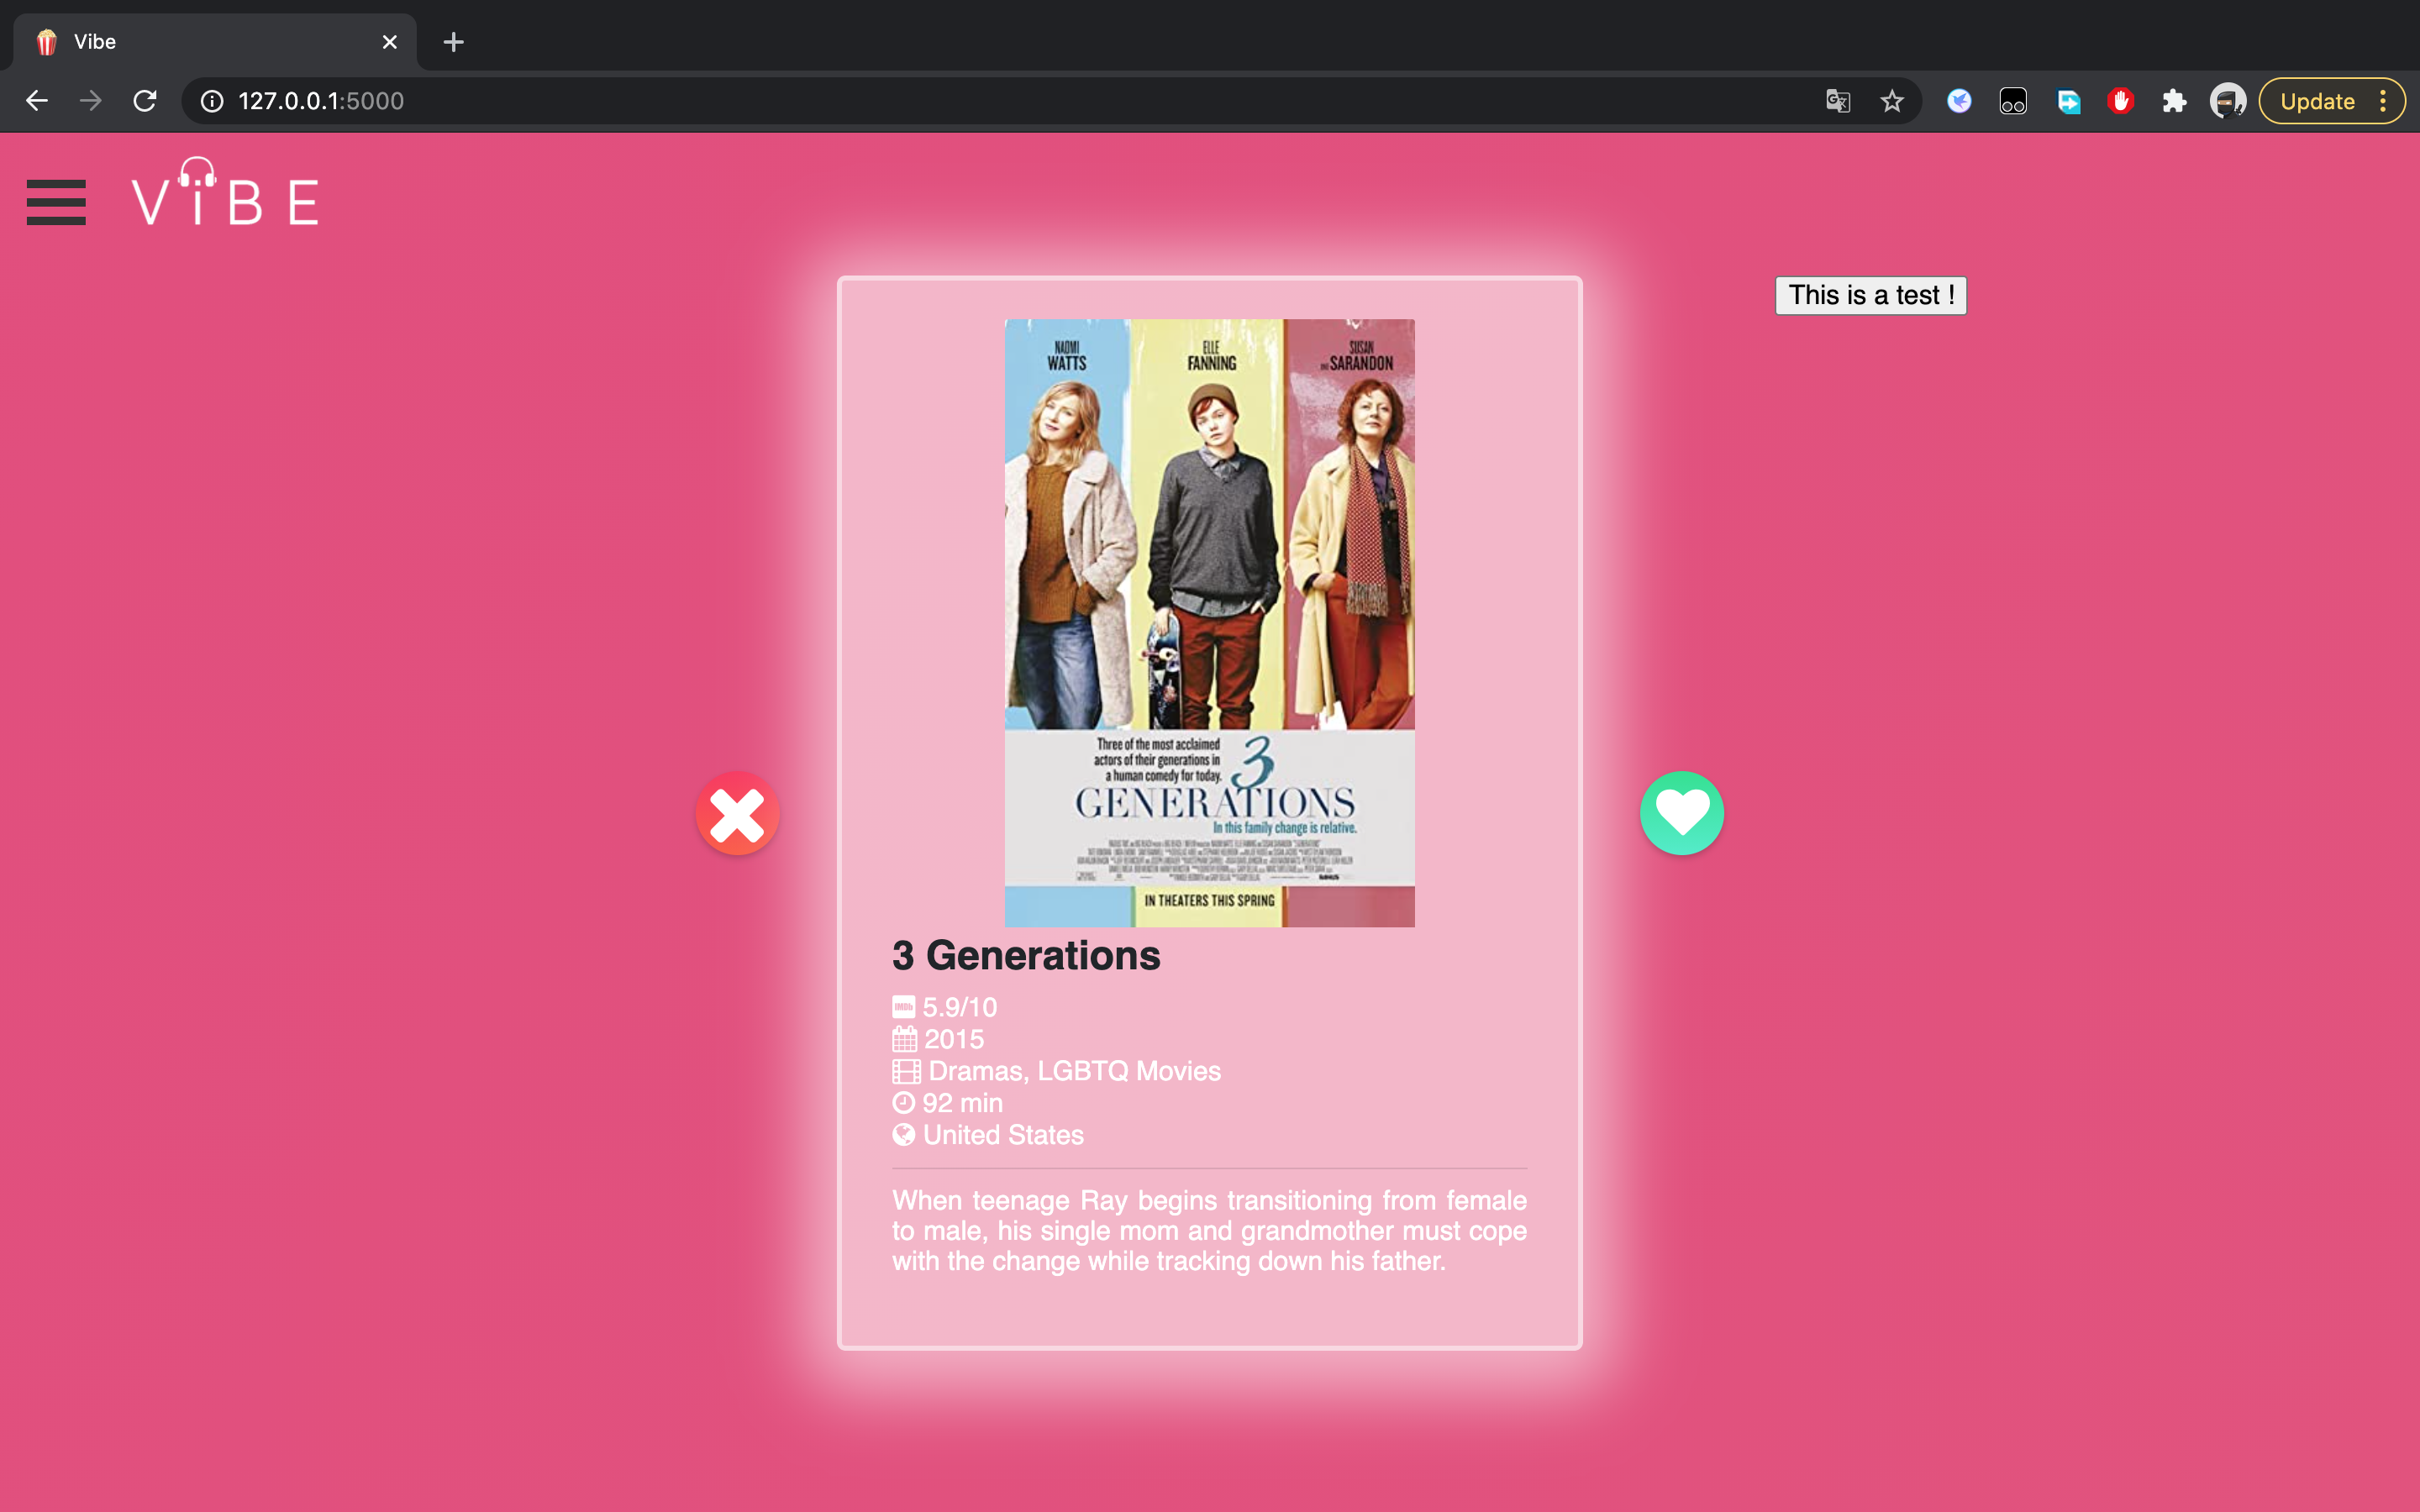 Vibe
127.0.0.1:5000
Update
ViBE
This is a test !
NAOMI WATTS
ELLE FANNING
SUSAN SARANDON
Three of the most acclaimed
actors of their generations in
a human comedy for today.
3
GENERATIONS
In this family change is relative.
IN THEATERS THIS SPRING
3 Generations
IMDb 5.9/10
2015
Dramas, LGBTQ Movies
92 min
United States
When teenage Ray begins transitioning from female
to male, his single mom and grandmother must cope
with the change while tracking down his father.